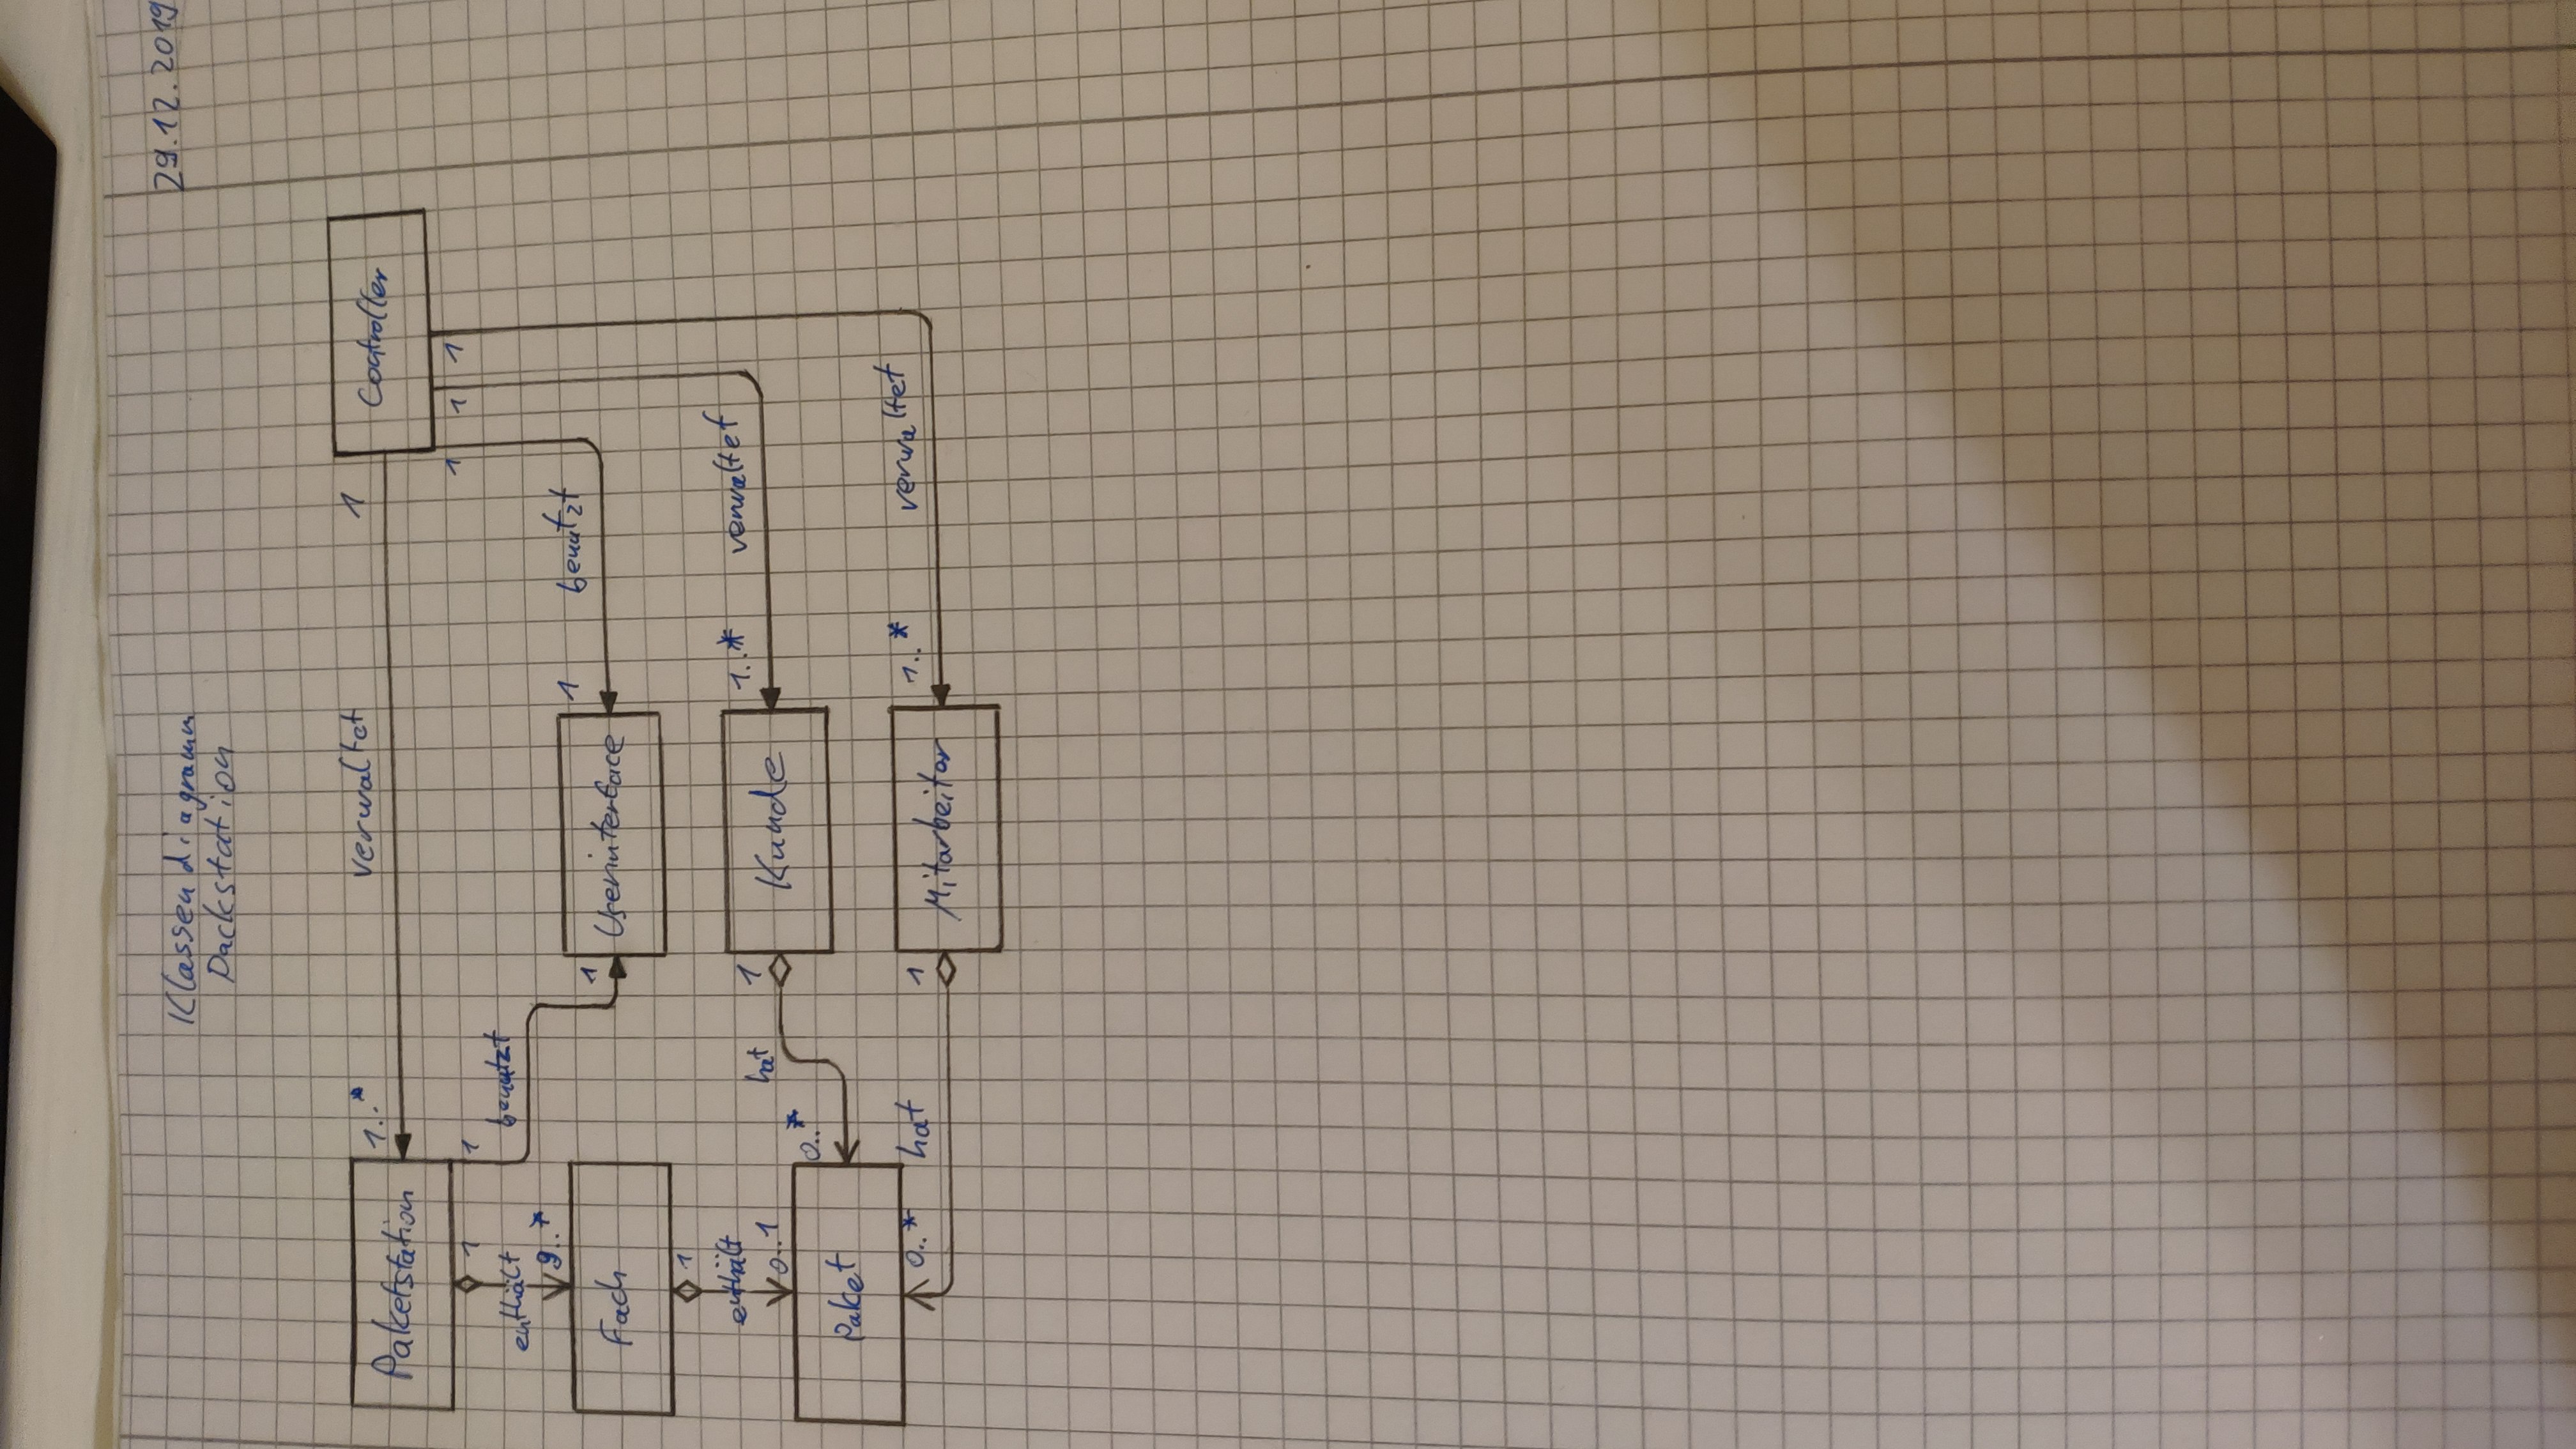 29.12.2019
Klassendiagramm
Packstation
verwaltet
1
Controller
1..*
Paketstation
1
1
1
1
1
benutzt
enthält
9..*
1
benutzt
1
Userinterface
Fach
1
enthält
1..*
verwaltet
1
hat
0..1
Kunde
0..*
Paket
1..*
verwaltet
0..*
hat
1
Mitarbeiter